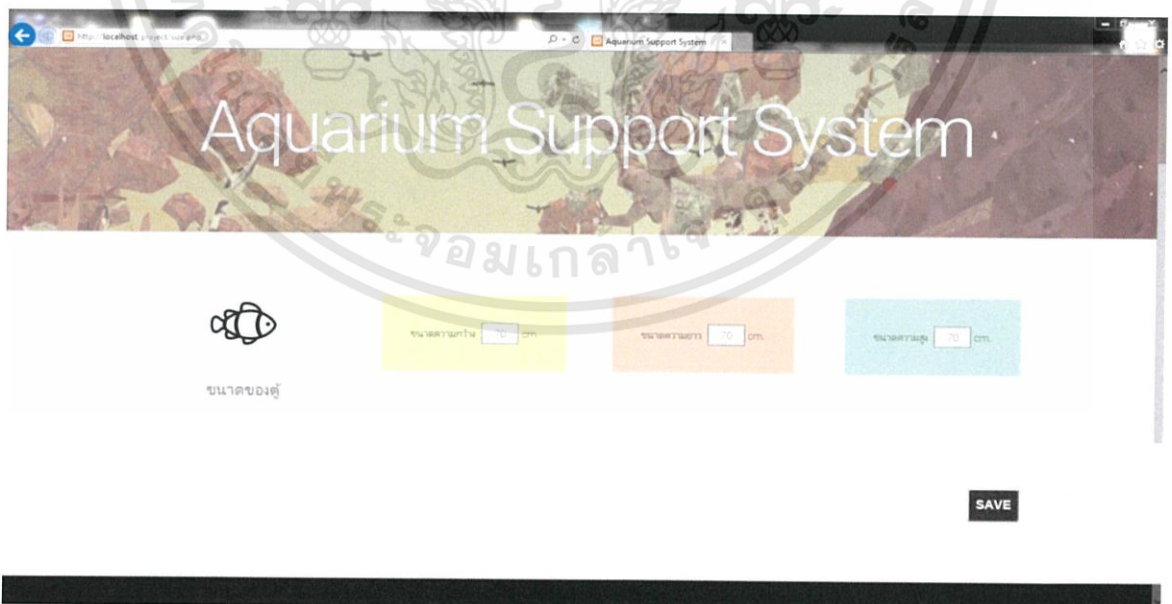 Aquarium Support System
Aquarium Support System
ขนาดความกว้าง 70 cm.
ขนาดความยาว 70 cm.
ขนาดความสูง 70 cm.
ขนาดของตู้
SAVE